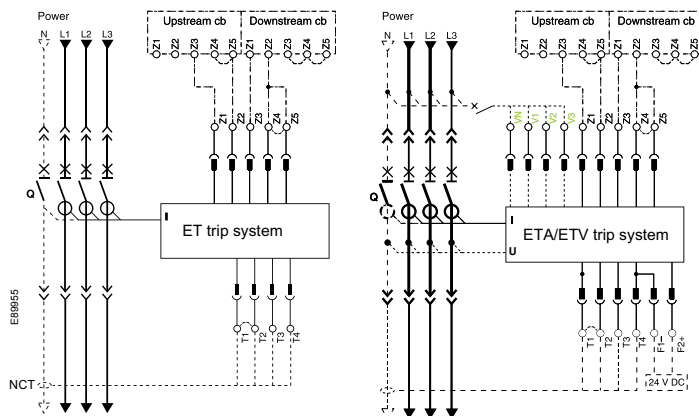 Power
Upstream cb
Downstream cb
N
L1
L2
L3
Z1
Z2
Z3
Z4
Z5
Z1
Z2
Z3
Z4
Z5
Z1
Z2
Z3
Z4
Z5
Q
I
ET trip system
E89955
T1
T2
T3
T4
NCT
Power
Upstream cb
Downstream cb
N
L1
L2
L3
Z1
Z2
Z3
Z4
Z5
Z1
Z2
Z3
Z4
Z5
VN
V1
V2
V3
Z1
Z2
Z3
Z4
Z5
Q
I
U
ETA/ETV trip system
T1
T2
T3
T4
F1–
F2+
24 V DC